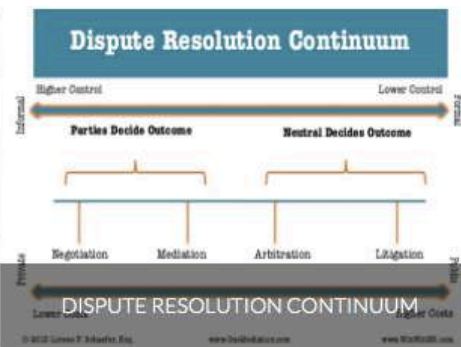 Dispute Resolution Continuum
Higher Control Lower Control
Informal Formal
Parties Decide Outcome Neutral Decides Outcome
Negotiation Mediation Arbitration Litigation
Private Public
Lower Costs Higher Costs
DISPUTE RESOLUTION CONTINUUM